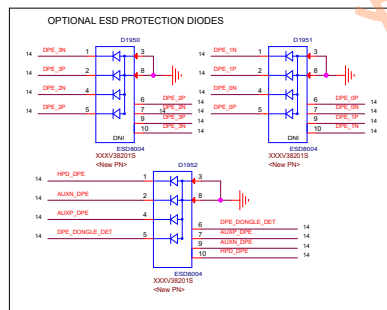 OPTIONAL ESD PROTECTION DIODES
D1950
14 DPE_3N 1 3
14 DPE_3P 2 8
14 DPE_2N 4
14 DPE_2P 5 6 DPE_2P 14
7 DPE_2N 14
9 DPE_3P 14
10 DPE_3N 14
DNI
ESD8004
XXXV38201S
<New PN>
D1951
14 DPE_1N 1 3
14 DPE_1P 2 8
14 DPE_0N 4
14 DPE_0P 5 6 DPE_0P 14
7 DPE_0N 14
9 DPE_1P 14
10 DPE_1N 14
DNI
ESD8004
XXXV38201S
<New PN>
D1952
14 HPD_DPE 1 3
14 AUXN_DPE 2 8
14 AUXP_DPE 4
14 DPE_DONGLE_DET 5 6 DPE_DONGLE_DET 14
7 AUXP_DPE 14
9 AUXN_DPE 14
10 HPD_DPE 14
ESD8004
XXXV38201S
<New PN>